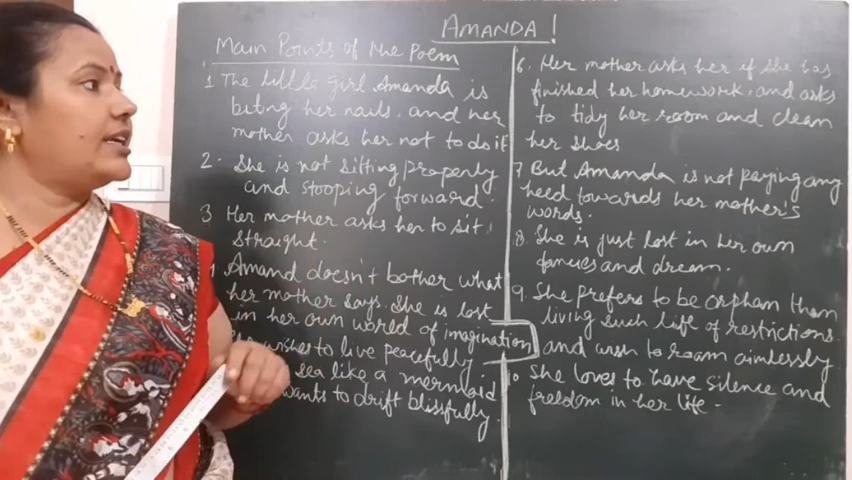 AMANDA!
Main Points of the Poem
1 The little girl Amanda is
biting her nails. and her
mother asks her not to do it
2. She is not sitting properly
and stooping forward.
3 Her mother asks her to sit
straight.
Amand doesn't bother what
her mother says. She is lost
in her own world of imagination
wishes to live peacefully
sea like a mermaid
wants to drift blissfully
6. Her mother asks her if she has
finished her homework. and asks
to tidy her room and clean
her shoes
7 But Amanda is not paying any
heed towards her mother's
words.
8. She is just lost in her own
fancies and dream.
9. She prefers to be orpham than
living such life of restrictions
and wish to roam aimlessly
10 She loves to have silence and
freedom in her life.